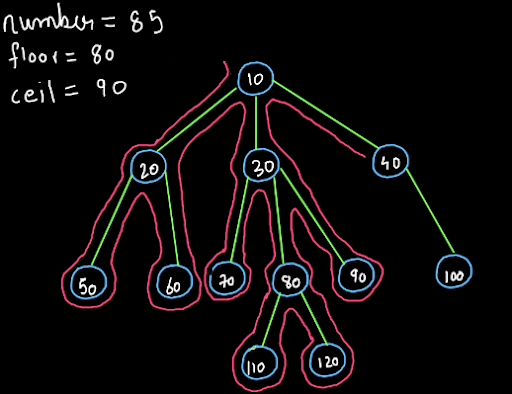 number = 85
floor = 80
ceil = 90
10
20 30 40
50 60 70 80 90 100
110 120